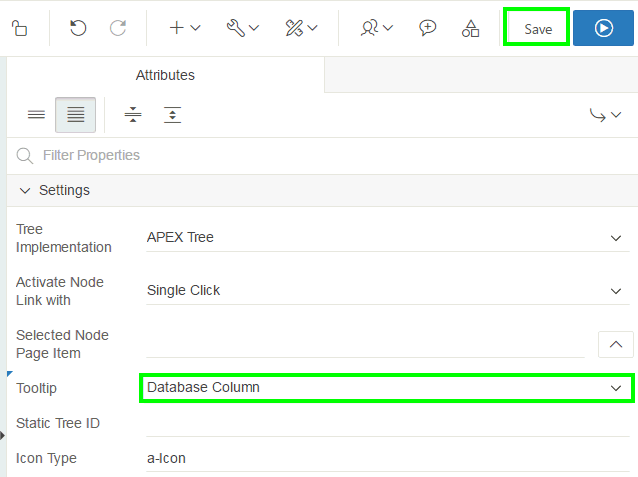 Save
Attributes
Filter Properties
Settings
Tree
Implementation
APEX Tree
Activate Node
Link with
Single Click
Selected Node
Page Item
Tooltip
Database Column
Static Tree ID
Icon Type
a-Icon